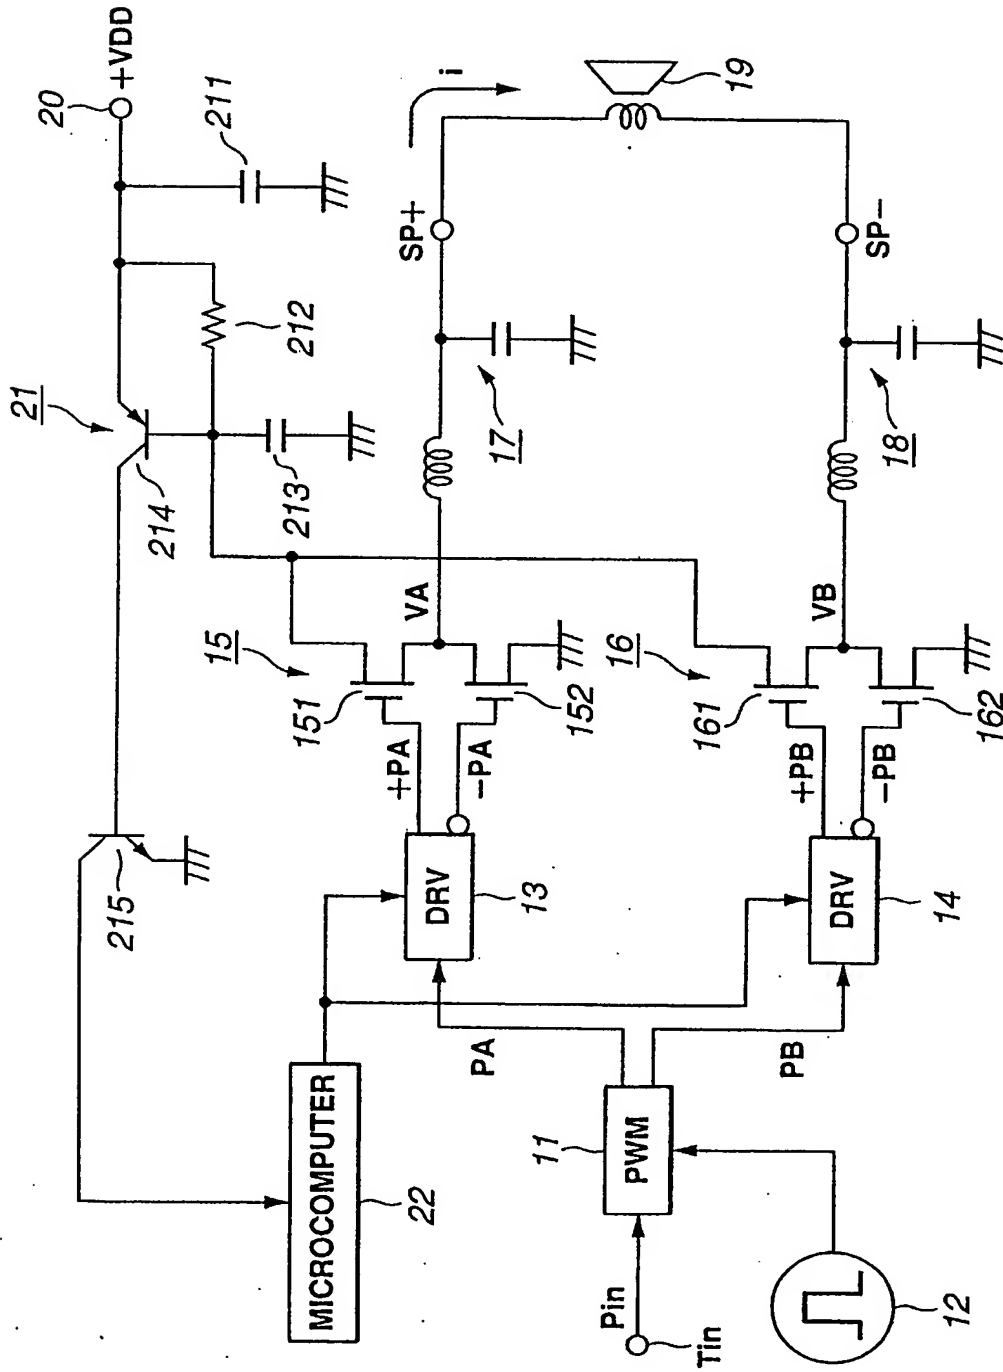 20
+VDD
211
21
212
214
213
215
MICROCOMPUTER
22
i
19
SP+
17
15
VA
151
152
+PA
-PA
DRV
13
SP-
18
16
VB
161
162
+PB
-PB
DRV
14
PA
PB
11
PWM
Pin
Tin
12